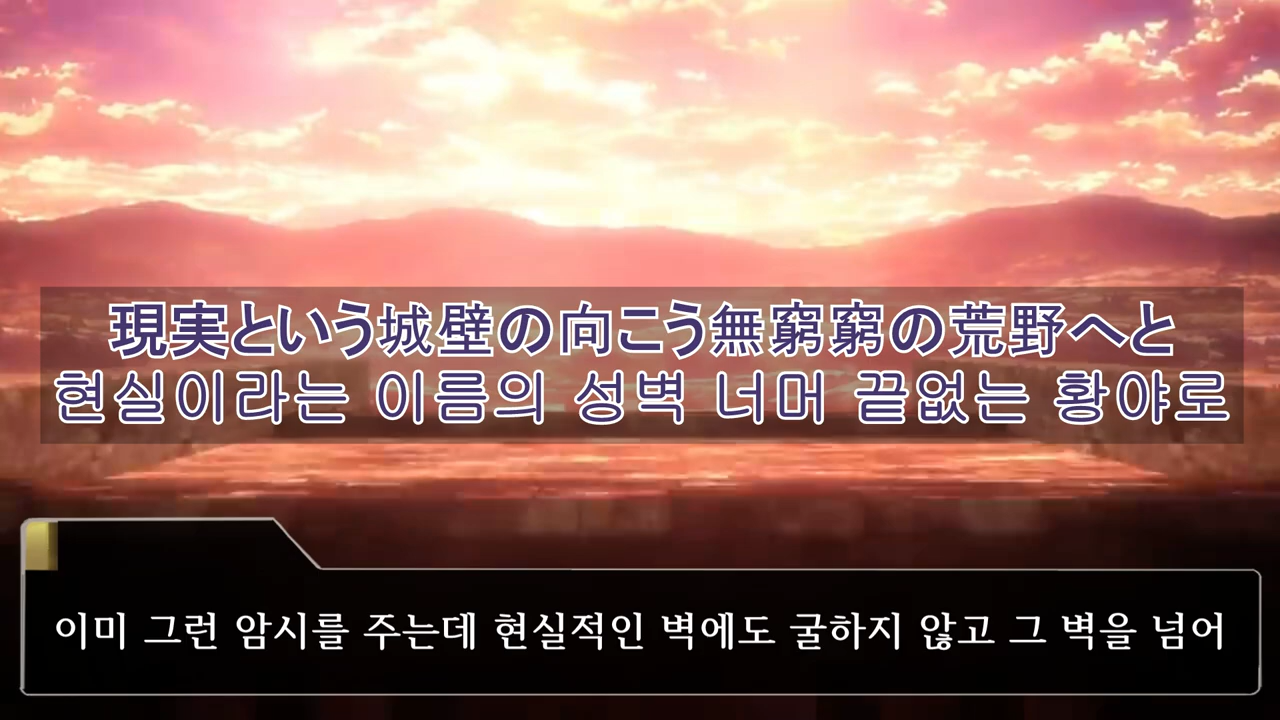 現実という城壁の向こう無窮窮の荒野へと
현실이라는 이름의 성벽 너머 끝없는 황야로
이미 그런 암시를 주는데 현실적인 벽에도 굴하지 않고 그 벽을 넘어